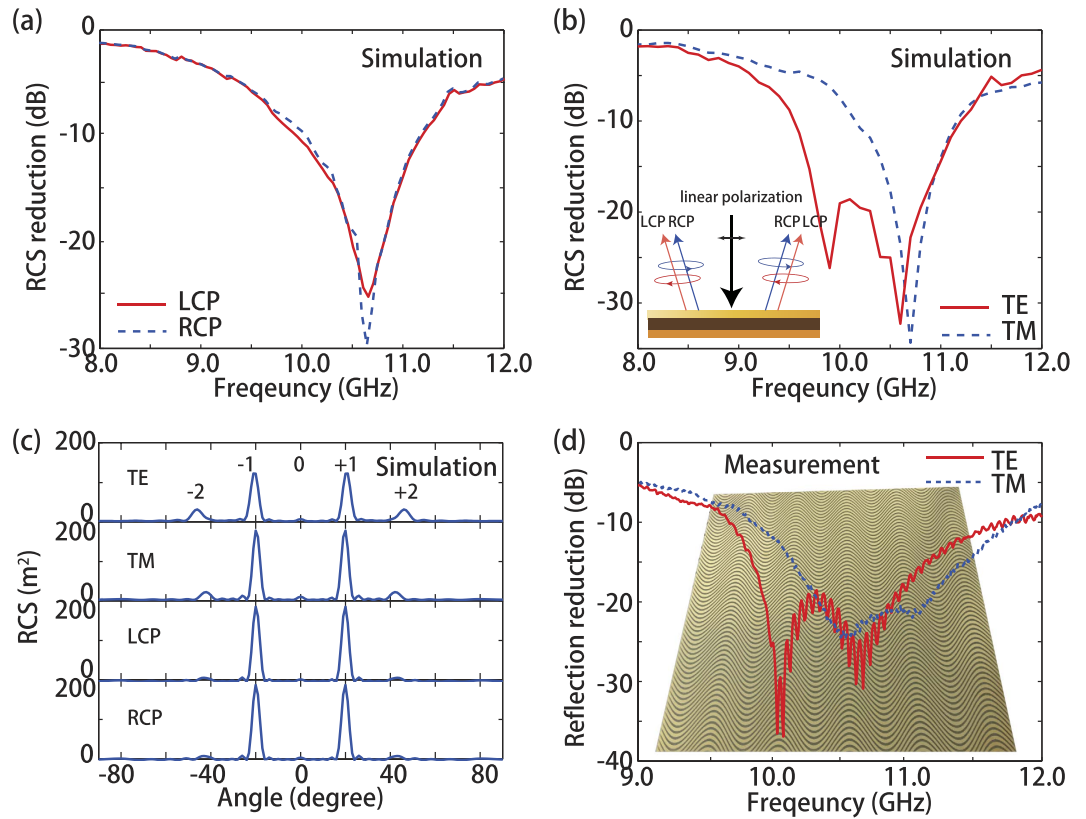 (a)
0
-10
-20
-30
RCS reduction (dB)
Simulation
LCP
RCP
8.0 9.0 10.0 11.0 12.0
Freqeuncy (GHz)
(b)
0
-10
-20
-30
RCS reduction (dB)
Simulation
linear polarization
LCP RCP RCP LCP
TE
TM
8.0 9.0 10.0 11.0 12.0
Freqeuncy (GHz)
(c)
200
0
200
0
200
0
200
0
RCS (m2)
Simulation
-2 -1 0 +1 +2
TE
TM
LCP
RCP
-80 -40 0 40 80
Angle (degree)
(d)
0
-10
-20
-30
-40
Reflection reduction (dB)
Measurement
TE
TM
9.0 10.0 11.0 12.0
Freqeuncy (GHz)